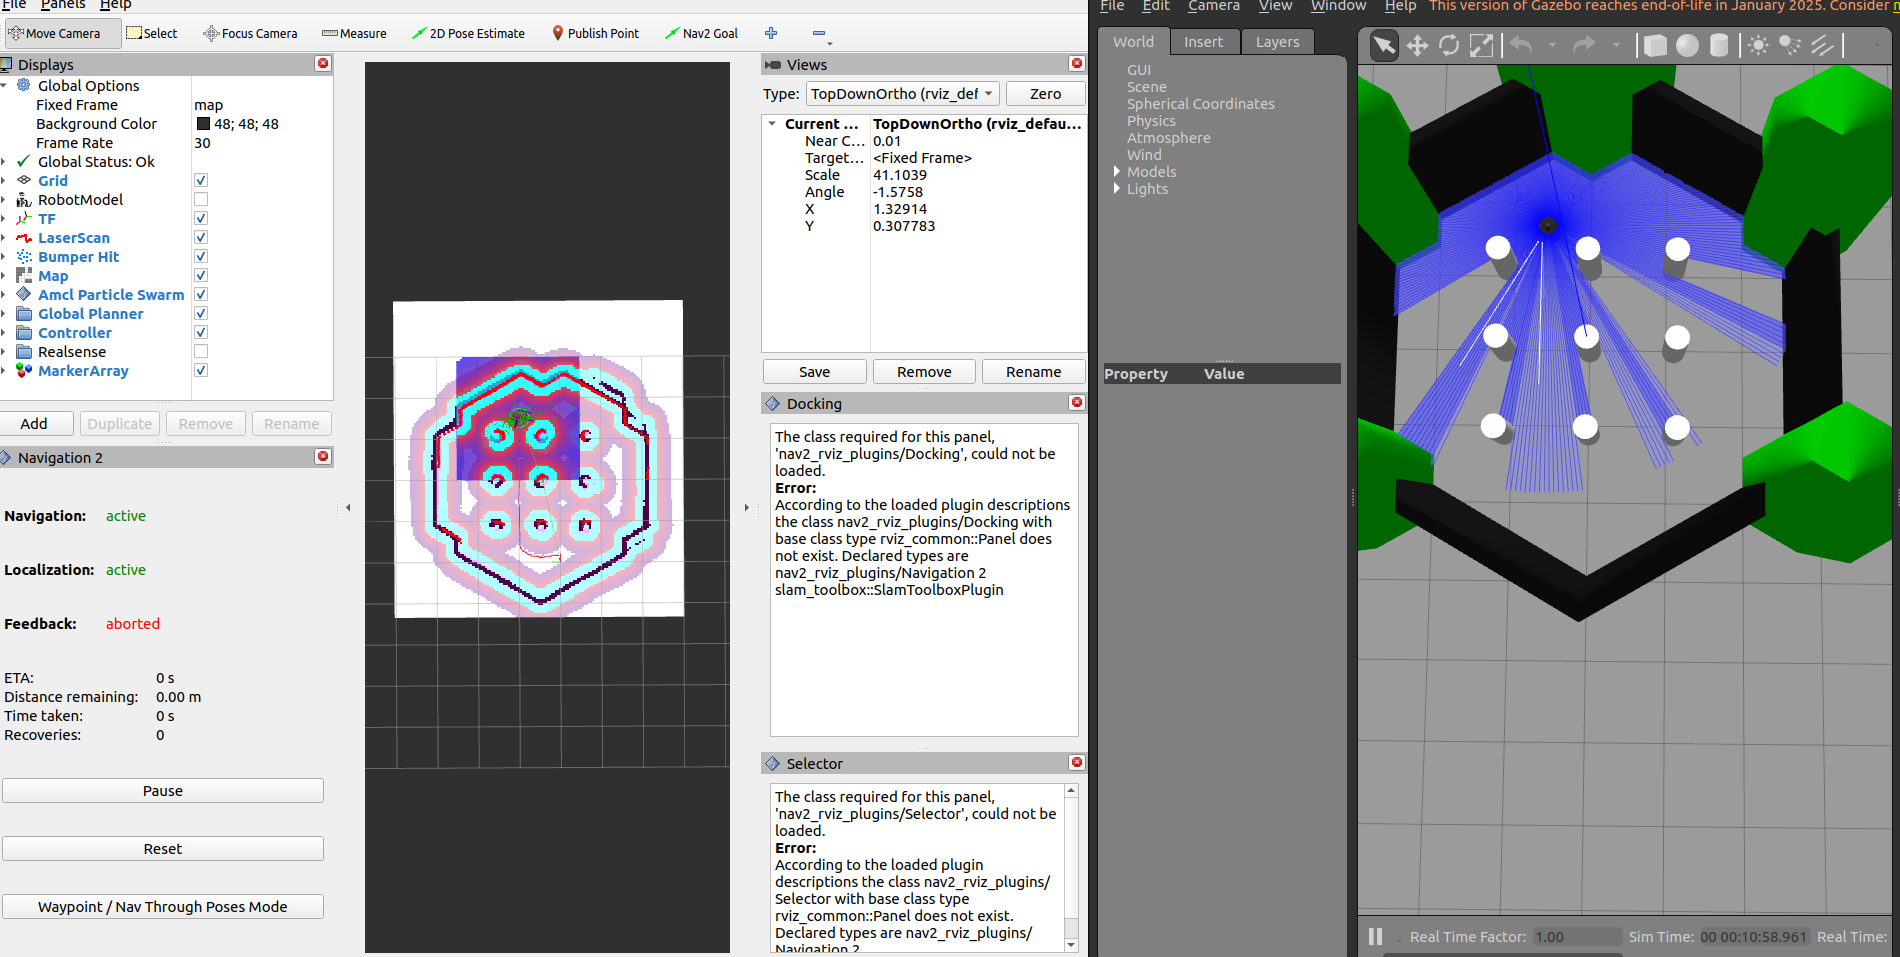 File Panels Help
Move Camera Select Focus Camera Measure 2D Pose Estimate Publish Point Nav2 Goal
Displays
Global Options
Fixed Frame map
Background Color 48; 48; 48
Frame Rate 30
Global Status: Ok
Grid
RobotModel
TF
LaserScan
Bumper Hit
Map
Amcl Particle Swarm
Global Planner
Controller
Realsense
MarkerArray
Add Duplicate Remove Rename
Navigation 2
Navigation: active
Localization: active
Feedback: aborted
ETA: 0 s
Distance remaining: 0.00 m
Time taken: 0 s
Recoveries: 0
Pause
Reset
Waypoint / Nav Through Poses Mode
Views
Type: TopDownOrtho (rviz_def Zero
Current ... TopDownOrtho (rviz_defau...
Near C... 0.01
Target... <Fixed Frame>
Scale 41.1039
Angle -1.5758
X 1.32914
Y 0.307783
Save Remove Rename
Docking
The class required for this panel,
'nav2_rviz_plugins/Docking', could not be
loaded.
Error:
According to the loaded plugin descriptions
the class nav2_rviz_plugins/Docking with
base class type rviz_common::Panel does
not exist. Declared types are
nav2_rviz_plugins/Navigation 2
slam_toolbox::SlamToolboxPlugin
Selector
The class required for this panel,
'nav2_rviz_plugins/Selector', could not be
loaded.
Error:
According to the loaded plugin
descriptions the class nav2_rviz_plugins/
Selector with base class type
rviz_common::Panel does not exist.
Declared types are nav2_rviz_plugins/
Navigation 2
File Edit Camera View Window Help This version of Gazebo reaches end-of-life in January 2025. Consider
World Insert Layers
GUI
Scene
Spherical Coordinates
Physics
Atmosphere
Wind
Models
Lights
Property Value
Real Time Factor: 1.00 Sim Time: 00 00:10:58.961 Real Time: